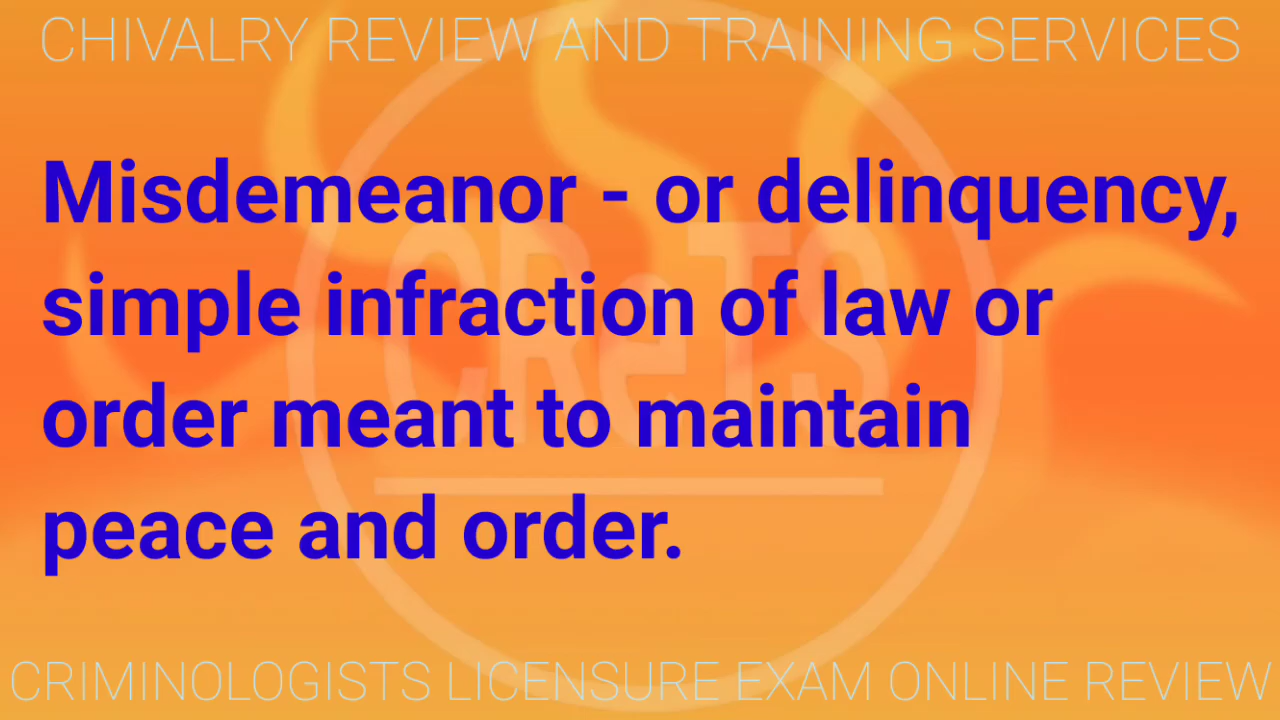 CHIVALRY REVIEW AND TRAINING SERVICES
Misdemeanor - or delinquency,
simple infraction of law or
order meant to maintain
peace and order.
CReTS
CRIMINOLOGISTS LICENSURE EXAM ONLINE REVIEW